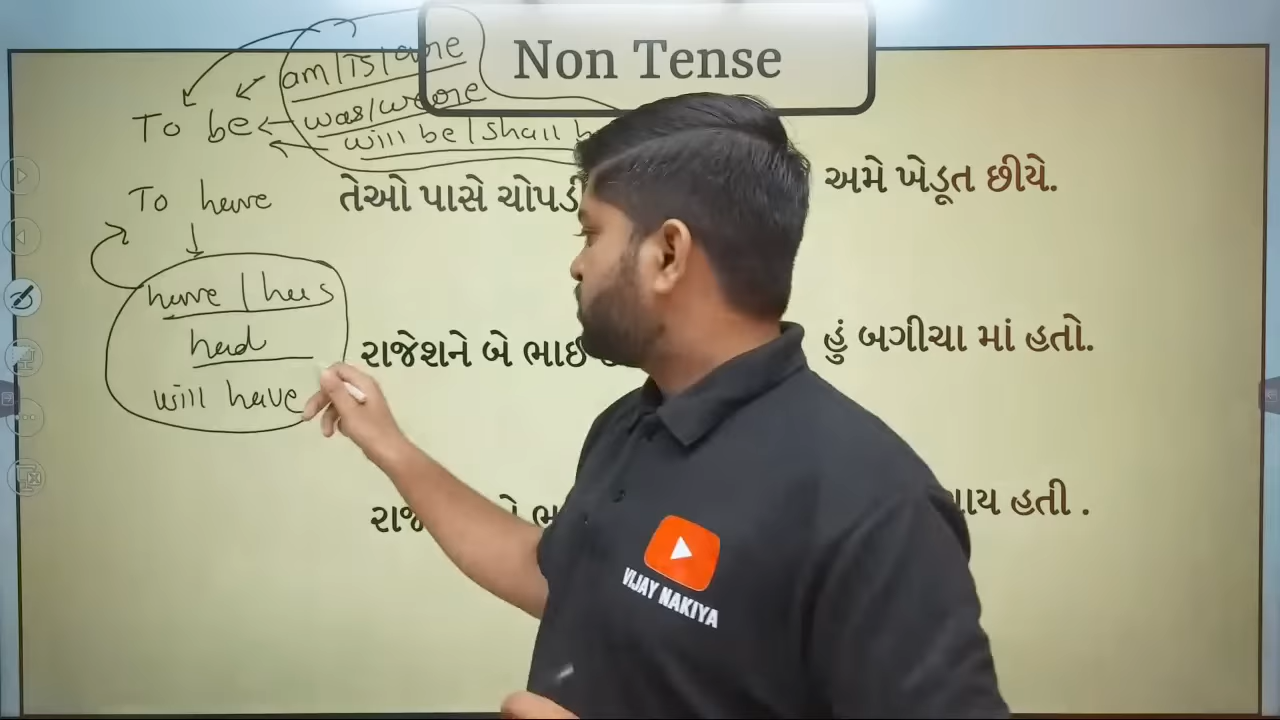 Non Tense
am/is/are
To be
was/were
will be / shall
To have
have / has
had
will have
તેઓ પાસે
અમે ખેડૂત છીયે.
રાજેશને બે ભાઈ
હું બગીચા માં હતો.
હતી .
VIJAY NAKIYA